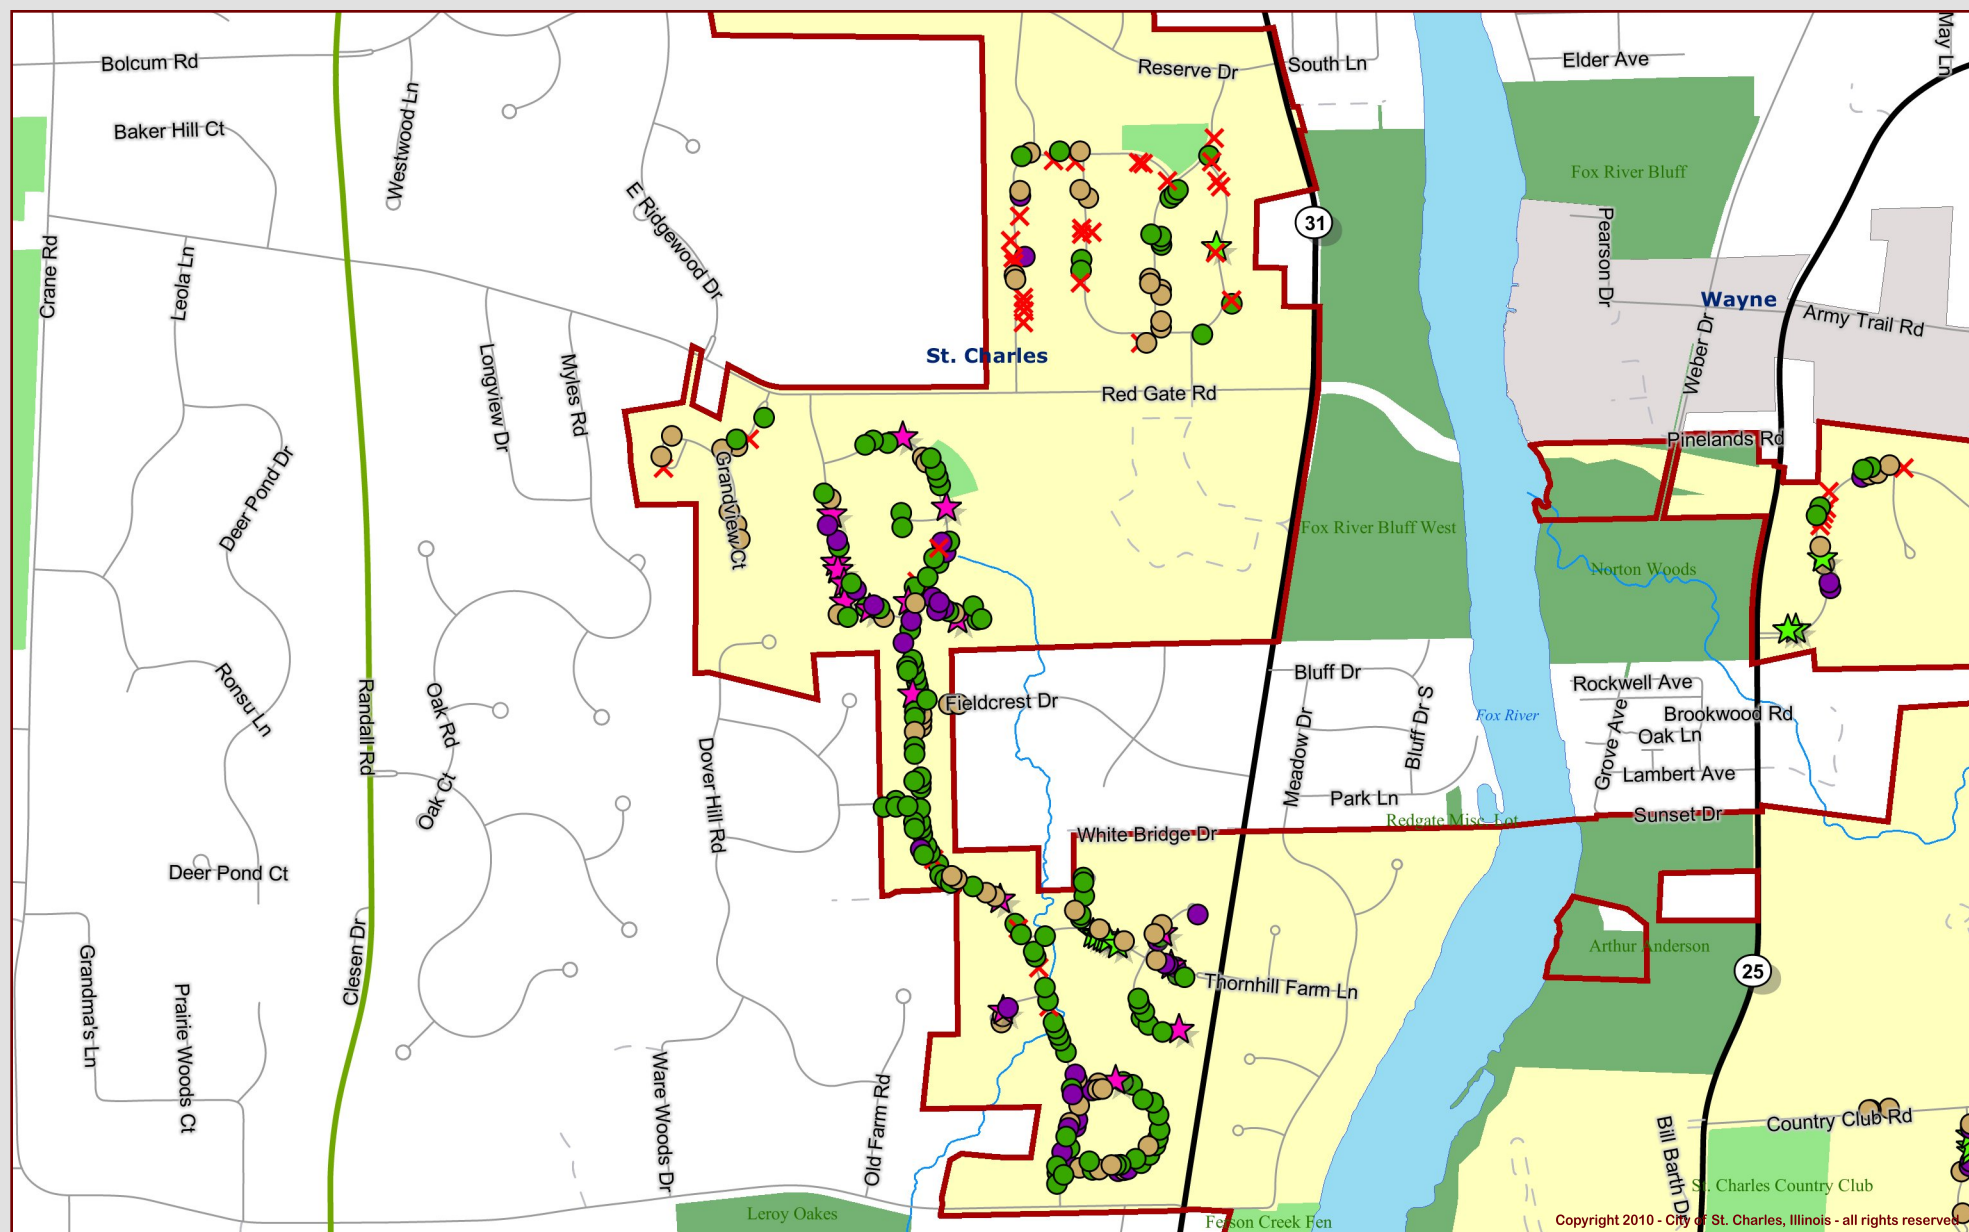 Bolcum Rd
Baker Hill Ct
Westwood Ln
E Ridgewood Dr
Crane Rd
Leola Ln
Longview Dr
Myles Rd
Deer Pond Dr
Ronsu Ln
Randall Rd
Oak Rd
Oak Ct
Deer Pond Ct
Clesen Dr
Grandma's Ln
Prairie Woods Ct
Dover Hill Rd
Ware Woods Dr
Old Farm Rd
Leroy Oakes
Grandview Ct
St. Charles
Reserve Dr
South Ln
Red Gate Rd
31
Elder Ave
May Ln
Fox River Bluff
Pearson Dr
Wayne
Weber Dr
Army Trail Rd
Pinelands Rd
Fox River Bluff West
Norton Woods
Fieldcrest Dr
Bluff Dr
Bluff Dr S
Meadow Dr
Park Ln
Fox River
Rockwell Ave
Brookwood Rd
Grove Ave
Oak Ln
Lambert Ave
Redgate Misc. Lot
Sunset Dr
White Bridge Dr
Arthur Anderson
25
Thornhill Farm Ln
Country Club Rd
Bill Barth Dr
St. Charles Country Club
Ferson Creek Fen
Copyright 2010 - City of St. Charles, Illinois - all rights reserved